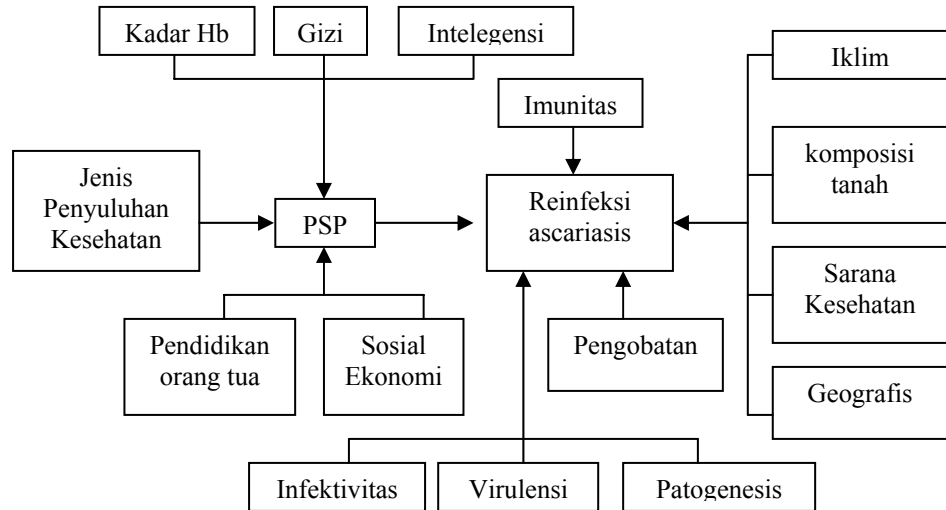 Kadar Hb
Gizi
Intelegensi
Iklim
Imunitas
komposisi
tanah
Jenis
Penyuluhan
Kesehatan
PSP
Reinfeksi
ascariasis
Sarana
Kesehatan
Pendidikan
orang tua
Sosial
Ekonomi
Pengobatan
Geografis
Infektivitas
Virulensi
Patogenesis